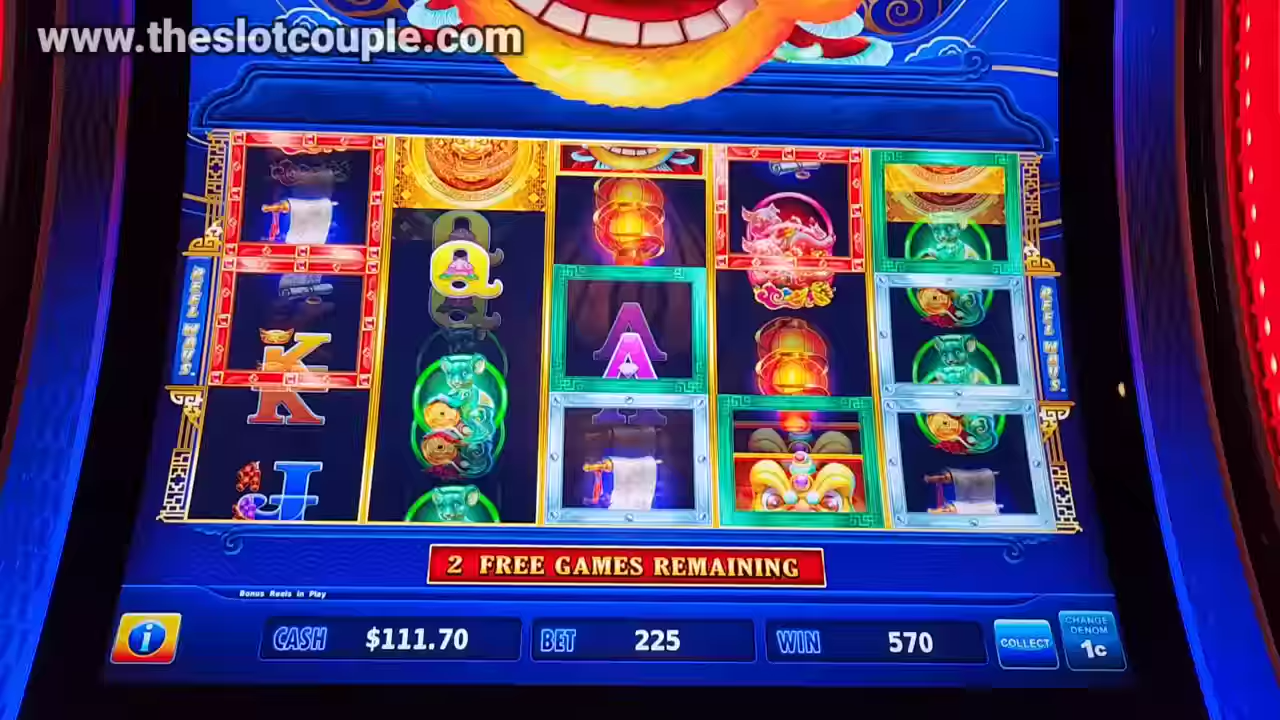 www.theslotcouple.com
REEL WAYS
REEL WAYS
Q
A
K
J
2 FREE GAMES REMAINING
Bonus Reels in Play
i
CASH $111.70
BET 225
WIN 570
COLLECT
CHANGE
DENOM
1c